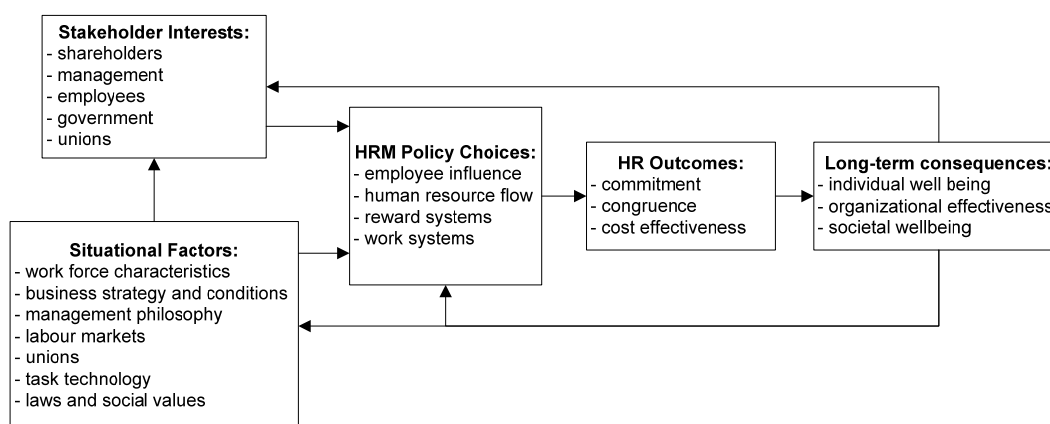 Stakeholder Interests:
- shareholders
- management
- employees
- government
- unions
HRM Policy Choices:
- employee influence
- human resource flow
- reward systems
- work systems
HR Outcomes:
- commitment
- congruence
- cost effectiveness
Long-term consequences:
- individual well being
- organizational effectiveness
- societal wellbeing
Situational Factors:
- work force characteristics
- business strategy and conditions
- management philosophy
- labour markets
- unions
- task technology
- laws and social values